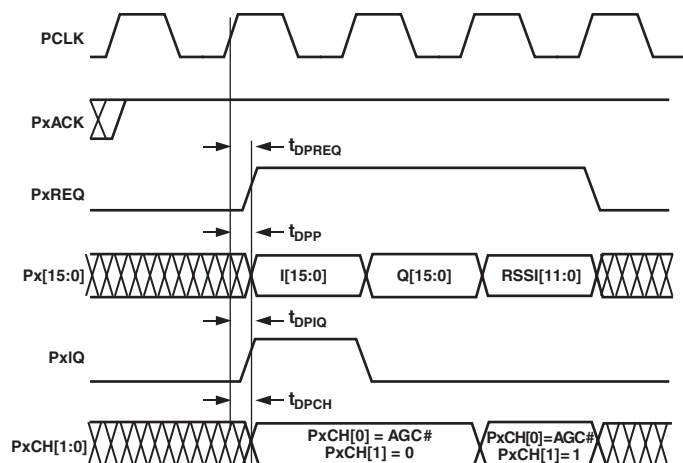 PCLK
PxACK
tDPREQ
PxREQ
tDPP
Px[15:0]
I[15:0]
Q[15:0]
RSSI[11:0]
tDPIQ
PxIQ
tDPCH
PxCH[1:0]
PxCH[0] = AGC#
PxCH[1] = 0
PxCH[0]=AGC#
PxCH[1]= 1